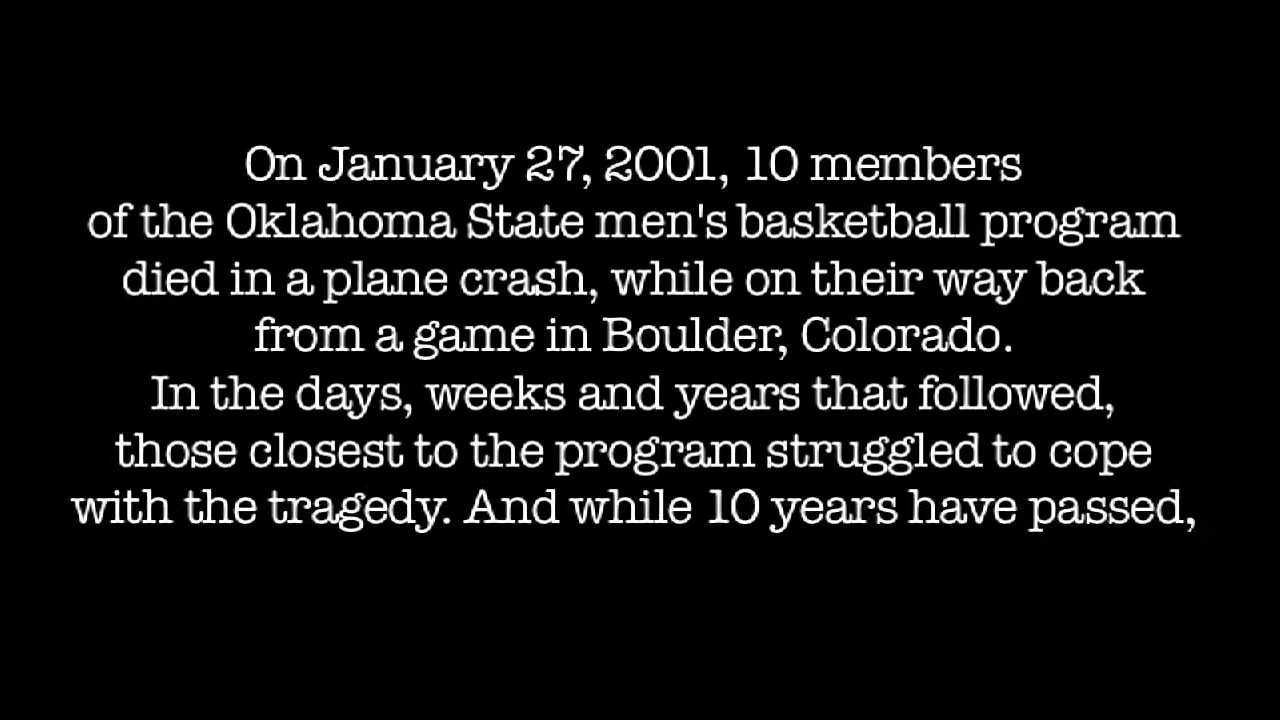 On January 27, 2001, 10 members
of the Oklahoma State men's basketball program
died in a plane crash, while on their way back
from a game in Boulder, Colorado.
In the days, weeks and years that followed,
those closest to the program struggled to cope
with the tragedy. And while 10 years have passed,